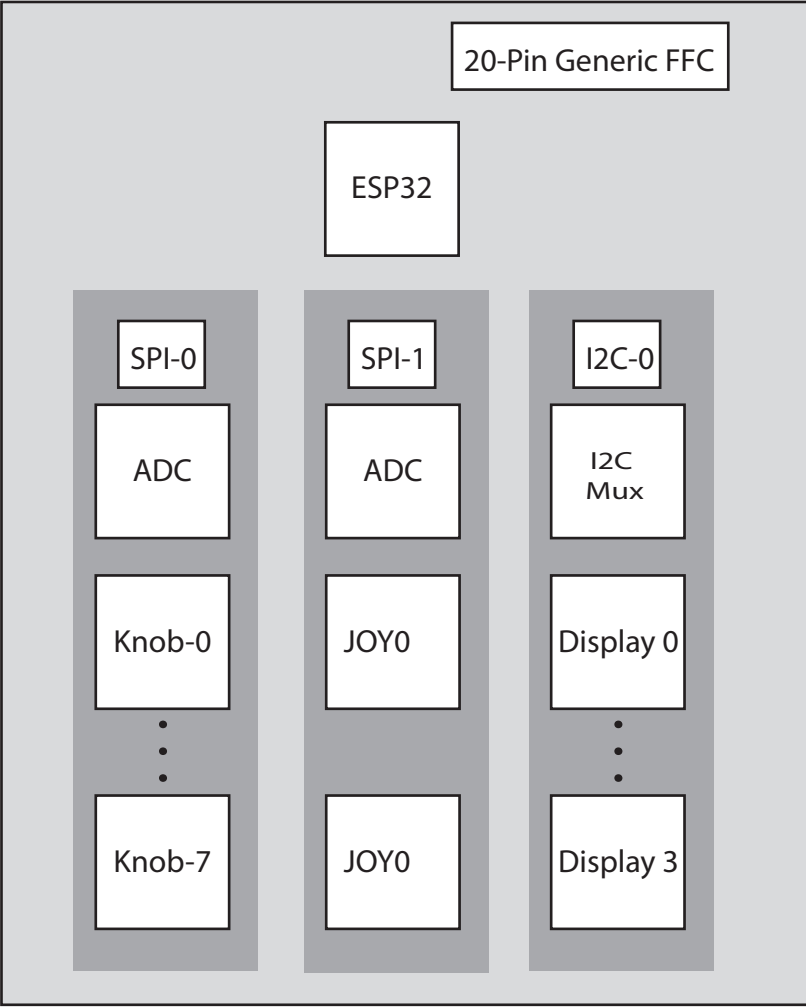 20-Pin Generic FFC
ESP32
SPI-0
SPI-1
I2C-0
ADC
ADC
I2C
Mux
Knob-0
JOY0
Display 0
Knob-7
JOY0
Display 3